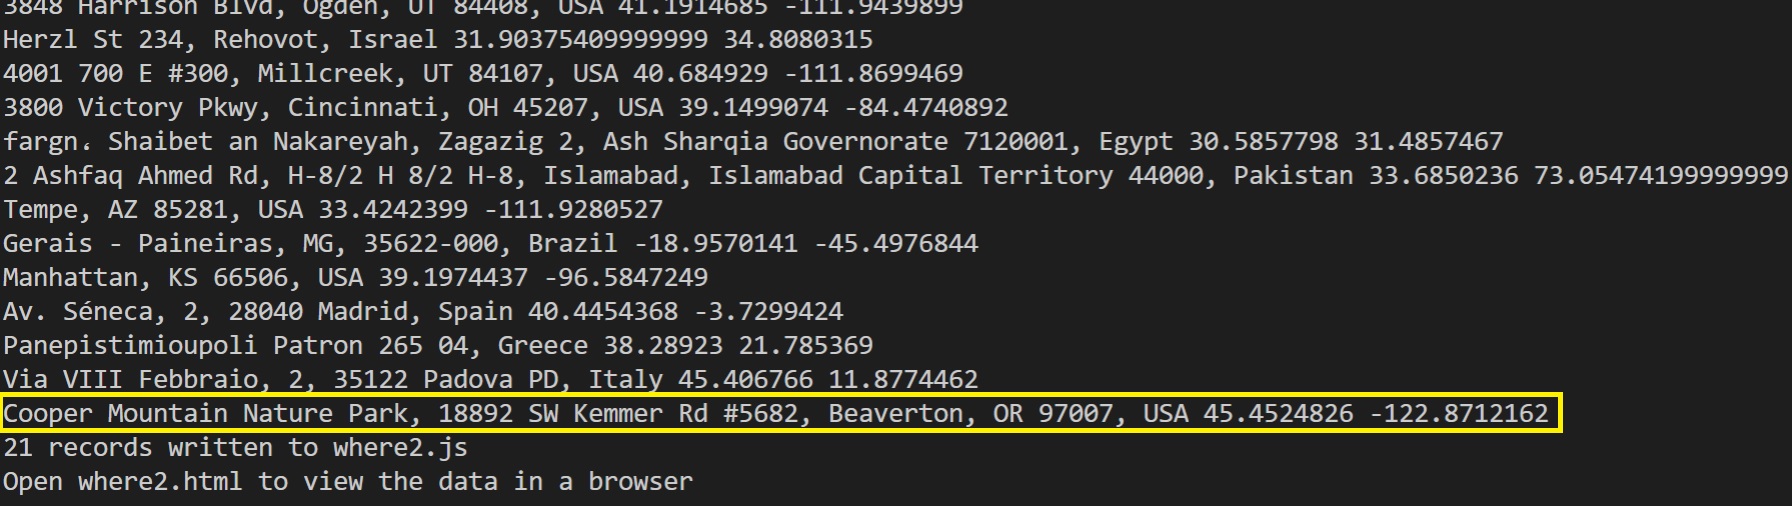 3848 Harrison Blvd, Ogden, UT 84408, USA 41.1914685 -111.9439899
Herzl St 234, Rehovot, Israel 31.90375409999999 34.8080315
4001 700 E #300, Millcreek, UT 84107, USA 40.684929 -111.8699469
3800 Victory Pkwy, Cincinnati, OH 45207, USA 39.1499074 -84.4740892
fargn، Shaibet an Nakareyah, Zagazig 2, Ash Sharqia Governorate 7120001, Egypt 30.5857798 31.4857467
2 Ashfaq Ahmed Rd, H-8/2 H 8/2 H-8, Islamabad, Islamabad Capital Territory 44000, Pakistan 33.6850236 73.05474199999999
Tempe, AZ 85281, USA 33.4242399 -111.9280527
Gerais - Paineiras, MG, 35622-000, Brazil -18.9570141 -45.4976844
Manhattan, KS 66506, USA 39.1974437 -96.5847249
Av. Séneca, 2, 28040 Madrid, Spain 40.4454368 -3.7299424
Panepistimioupoli Patron 265 04, Greece 38.28923 21.785369
Via VIII Febbraio, 2, 35122 Padova PD, Italy 45.406766 11.8774462
Cooper Mountain Nature Park, 18892 SW Kemmer Rd #5682, Beaverton, OR 97007, USA 45.4524826 -122.8712162
21 records written to where2.js
Open where2.html to view the data in a browser